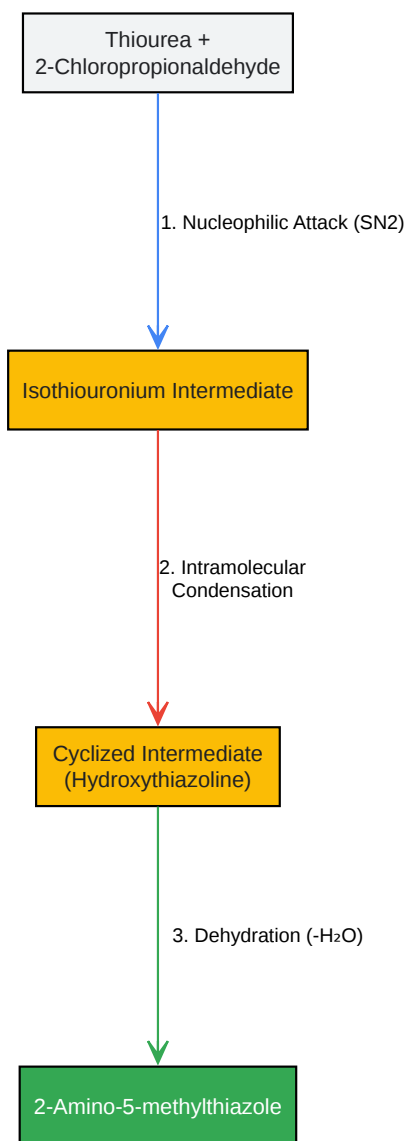 Thiourea +
2-Chloropropionaldehyde
1. Nucleophilic Attack (SN2)
Isothiouronium Intermediate
2. Intramolecular
Condensation
Cyclized Intermediate
(Hydroxythiazoline)
3. Dehydration (-H₂O)
2-Amino-5-methylthiazole